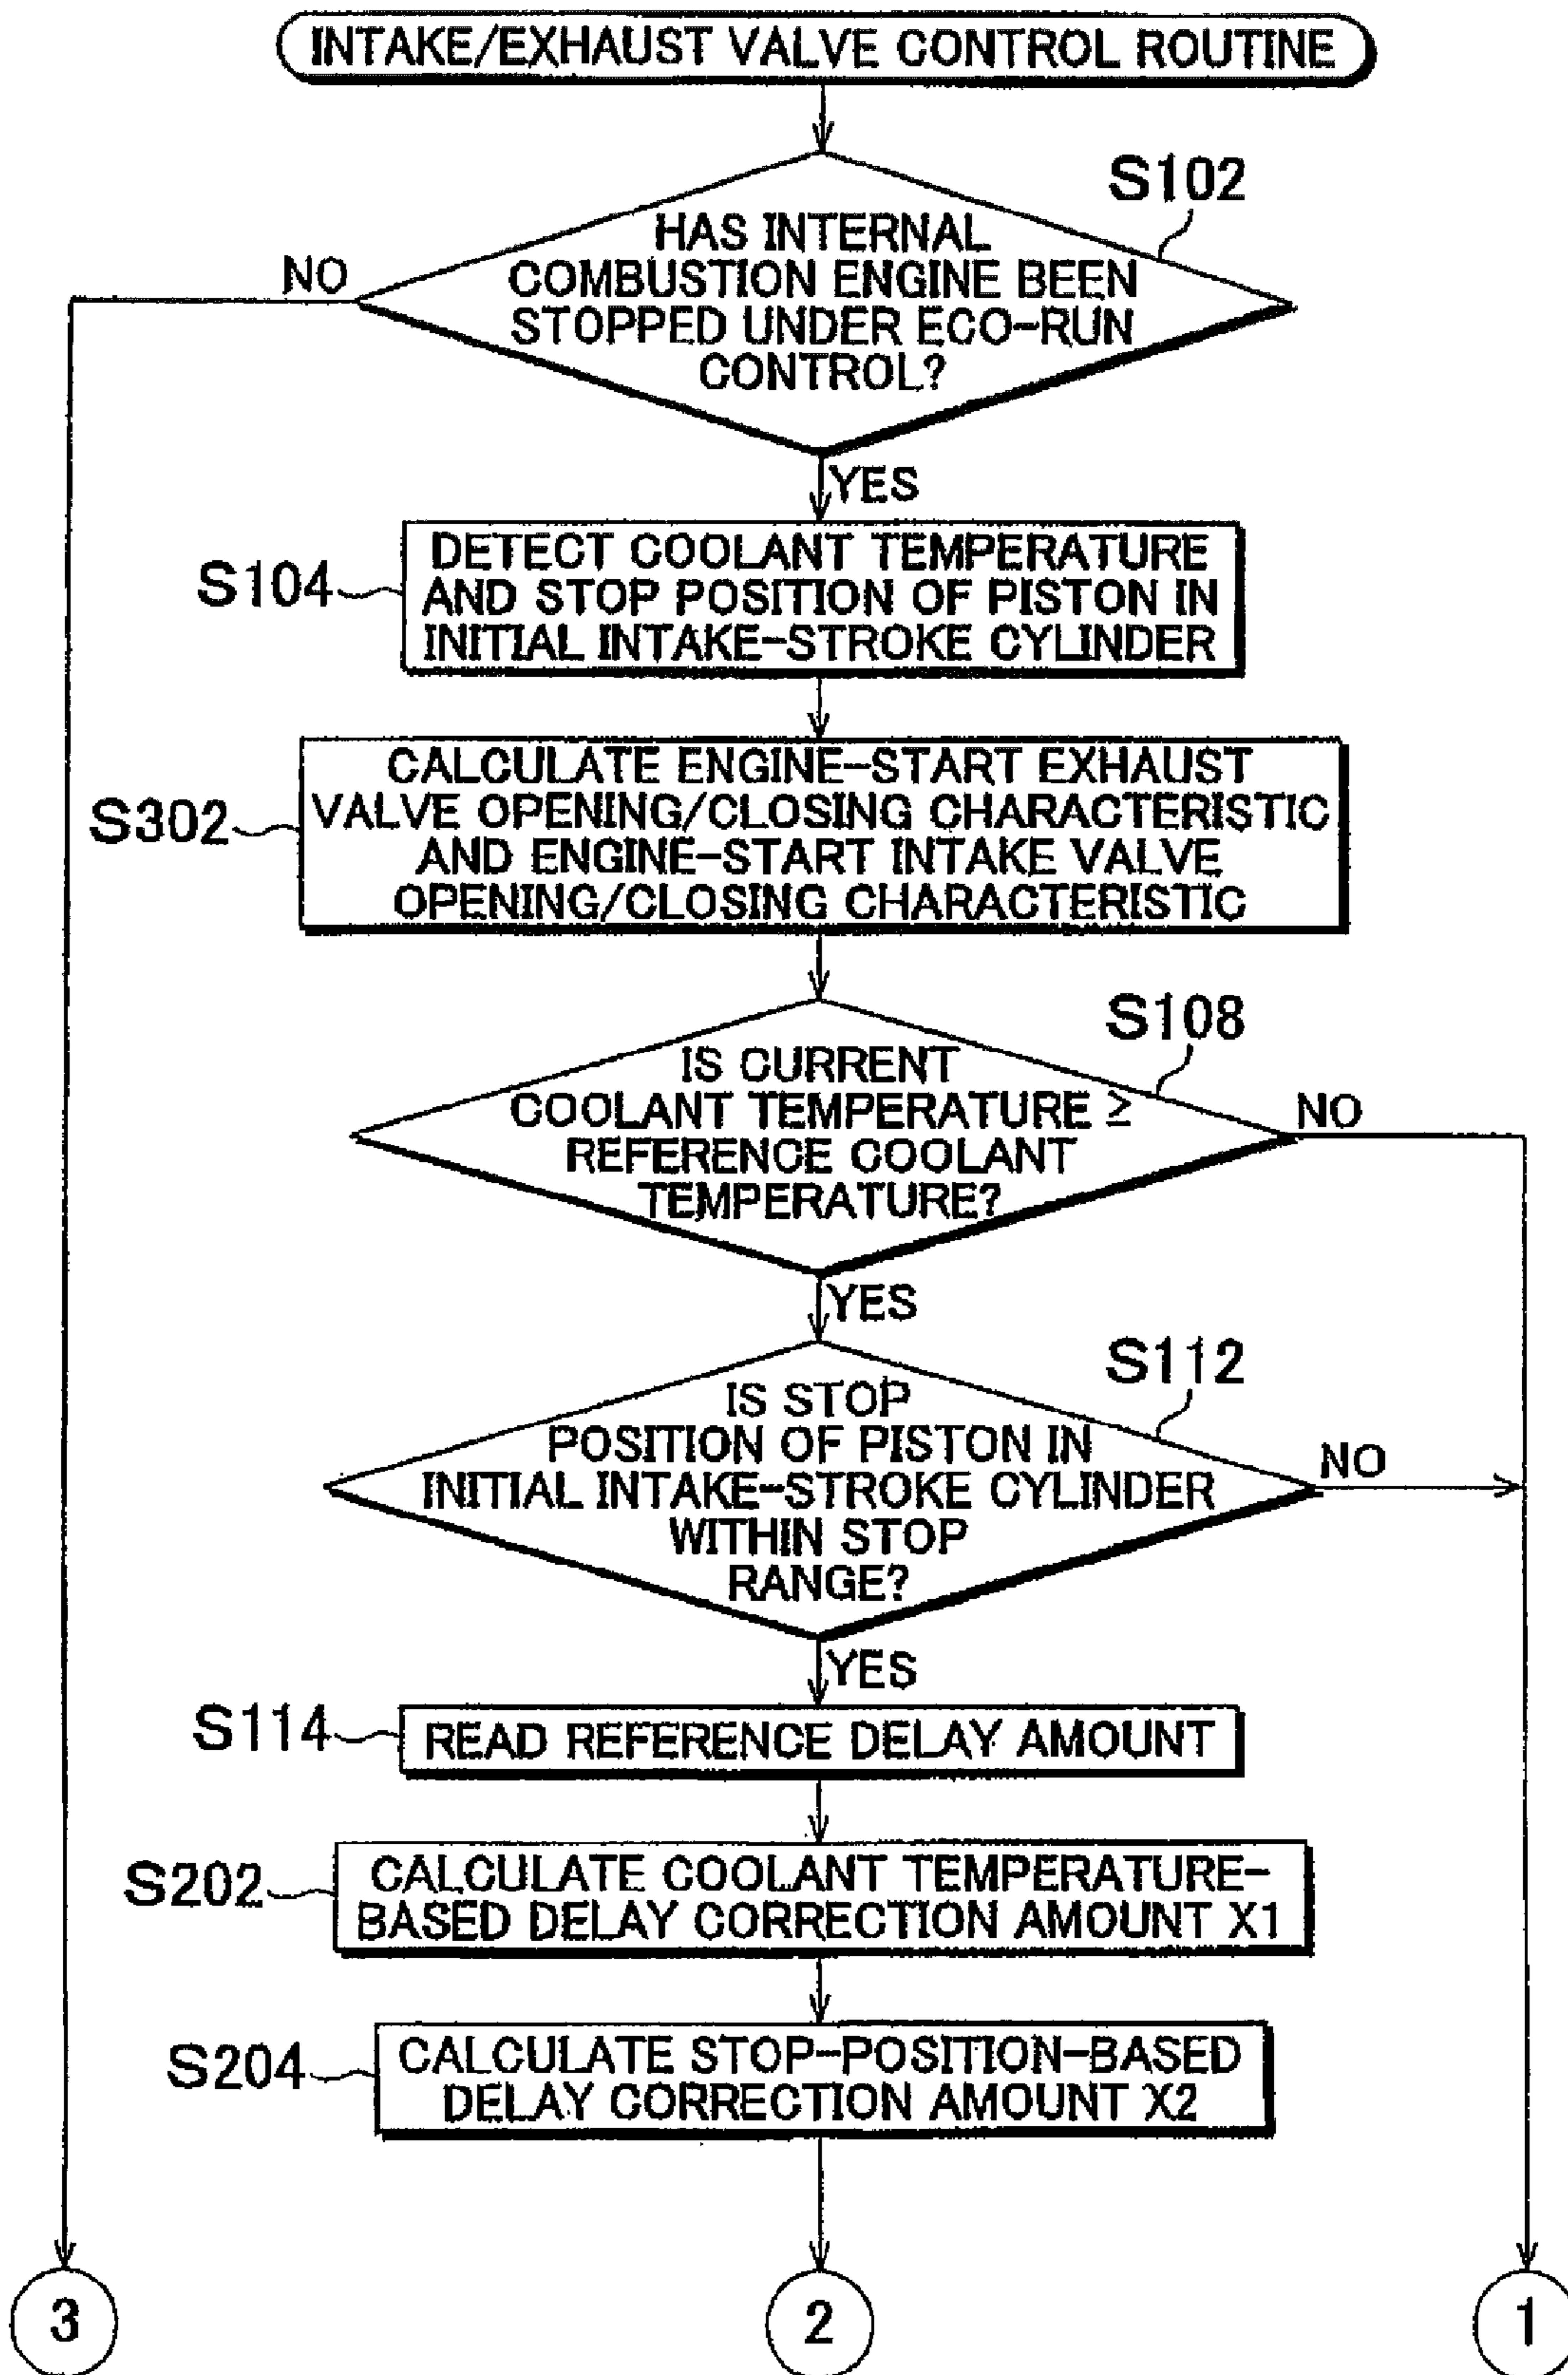 INTAKE/EXHAUST VALVE CONTROL ROUTINE
S102
HAS INTERNAL
COMBUSTION ENGINE BEEN
STOPPED UNDER ECO-RUN
CONTROL?
NO
YES
S104
DETECT COOLANT TEMPERATURE
AND STOP POSITION OF PISTON IN
INITIAL INTAKE-STROKE CYLINDER
S302
CALCULATE ENGINE-START EXHAUST
VALVE OPENING/CLOSING CHARACTERISTIC
AND ENGINE-START INTAKE VALVE
OPENING/CLOSING CHARACTERISTIC
S108
IS CURRENT
COOLANT TEMPERATURE ≥
REFERENCE COOLANT
TEMPERATURE?
NO
YES
S112
IS STOP
POSITION OF PISTON IN
INITIAL INTAKE-STROKE CYLINDER
WITHIN STOP
RANGE?
NO
YES
S114
READ REFERENCE DELAY AMOUNT
S202
CALCULATE COOLANT TEMPERATURE-
BASED DELAY CORRECTION AMOUNT X1
S204
CALCULATE STOP-POSITION-BASED
DELAY CORRECTION AMOUNT X2
3
2
1